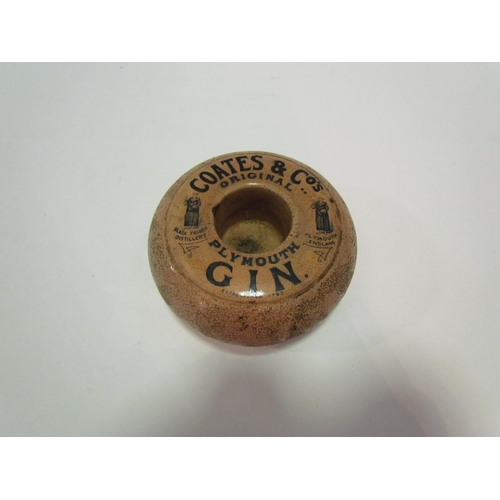 COATES & Co's
ORIGINAL
BLACK FRIARS
DISTILLERY
PLYMOUTH
ENGLAND
PLYMOUTH
GIN.